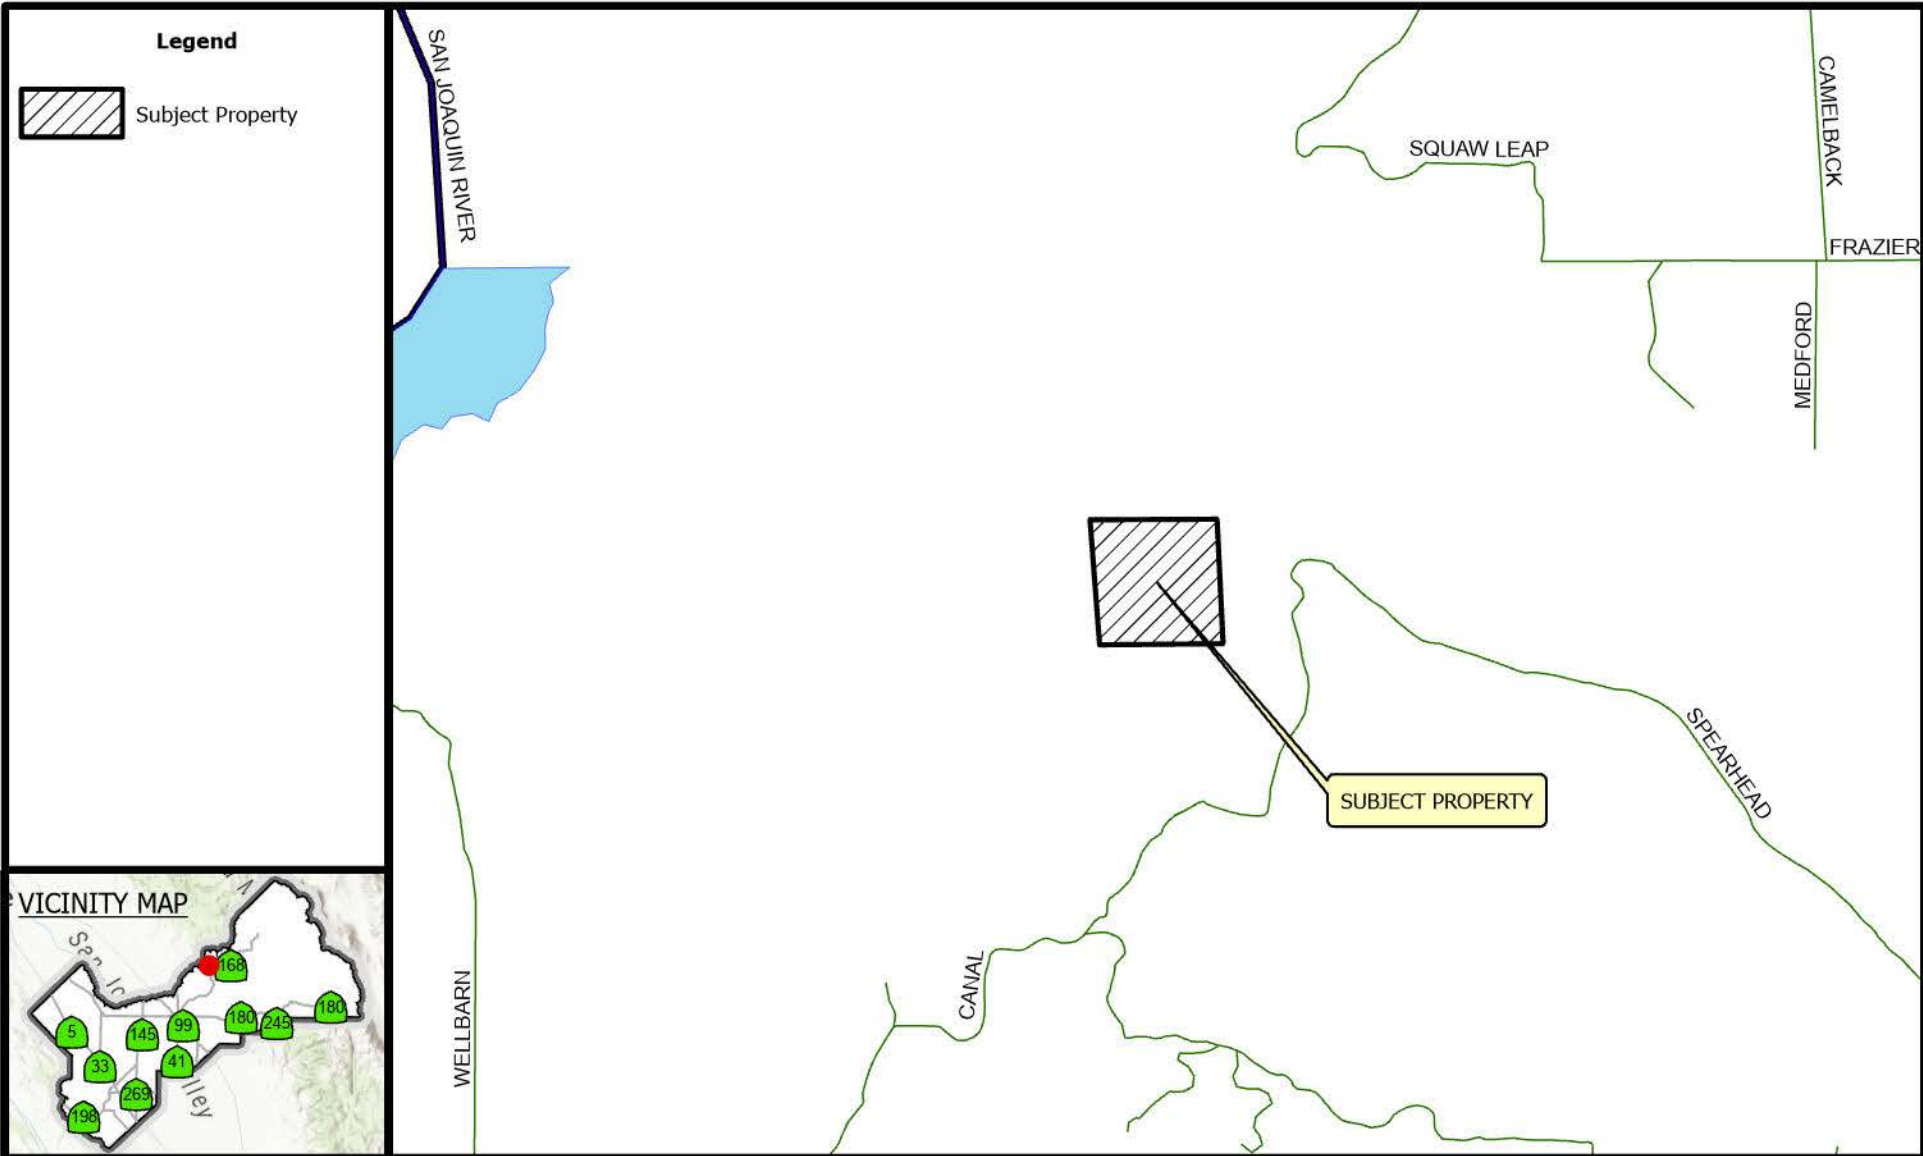 Legend
Subject Property
SAN JOAQUIN RIVER
SQUAW LEAP
CAMELBACK
FRAZIER
MEDFORD
SUBJECT PROPERTY
SPEARHEAD
CANAL
WELLBARN
VICINITY MAP
168
180
180
245
99
145
5
41
33
269
198
lley